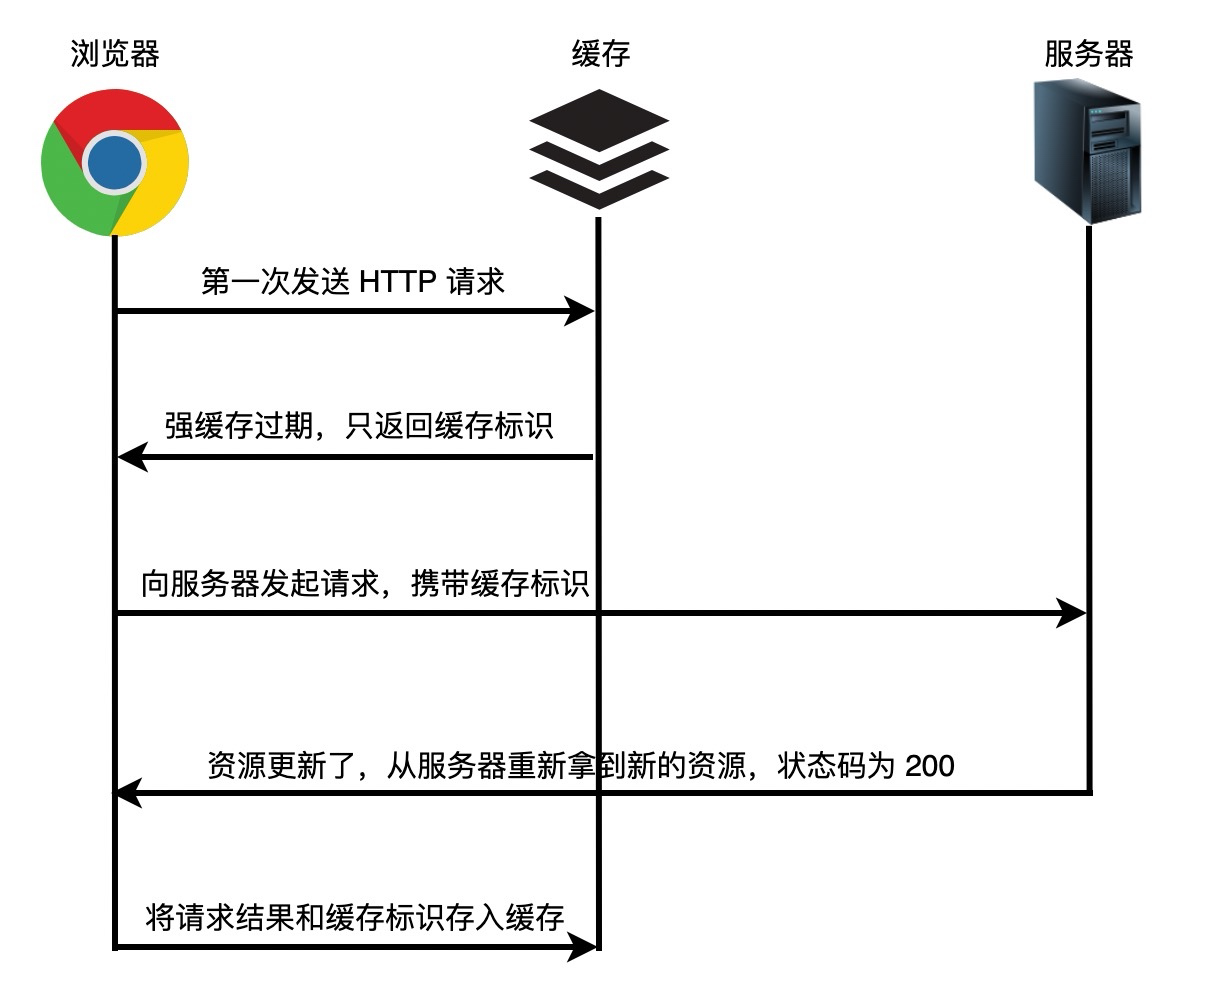 浏览器
缓存
服务器
第一次发送 HTTP 请求
强缓存过期，只返回缓存标识
向服务器发起请求，携带缓存标识
资源更新了，从服务器重新拿到新的资源，状态码为 200
将请求结果和缓存标识存入缓存